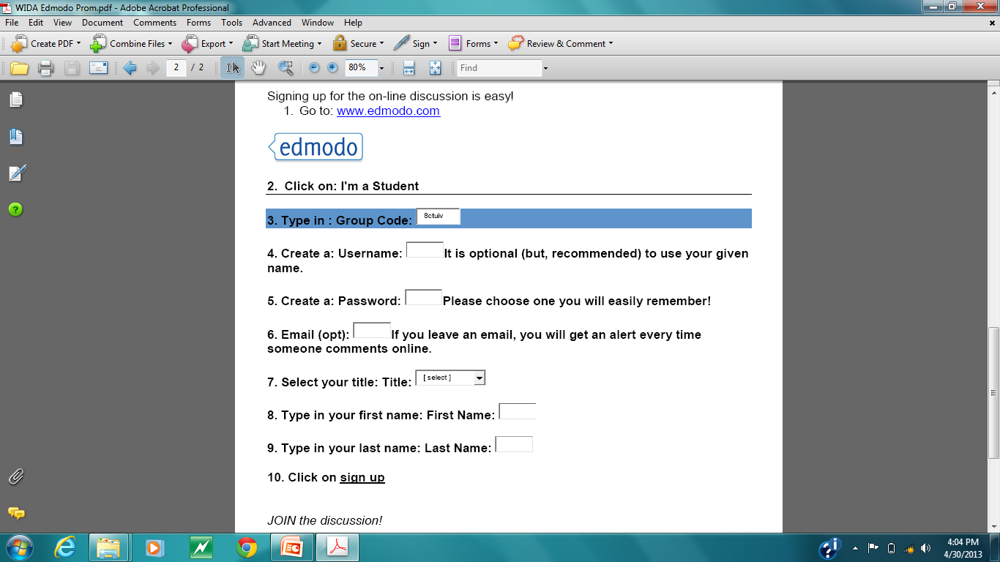 WIDA Edmodo Prom.pdf - Adobe Acrobat Professional
File Edit View Document Comments Forms Tools Advanced Window Help
Create PDF Combine Files Export Start Meeting Secure Sign Forms Review & Comment
2 / 2 80% Find
Signing up for the on-line discussion is easy!
1. Go to: www.edmodo.com
edmodo
2. Click on: I'm a Student
3. Type in : Group Code: 8ctuiv
4. Create a: Username: It is optional (but, recommended) to use your given
name.
5. Create a: Password: Please choose one you will easily remember!
6. Email (opt): If you leave an email, you will get an alert every time
someone comments online.
7. Select your title: Title: [ select ]
8. Type in your first name: First Name:
9. Type in your last name: Last Name:
10. Click on sign up
JOIN the discussion!
4:04 PM
4/30/2013